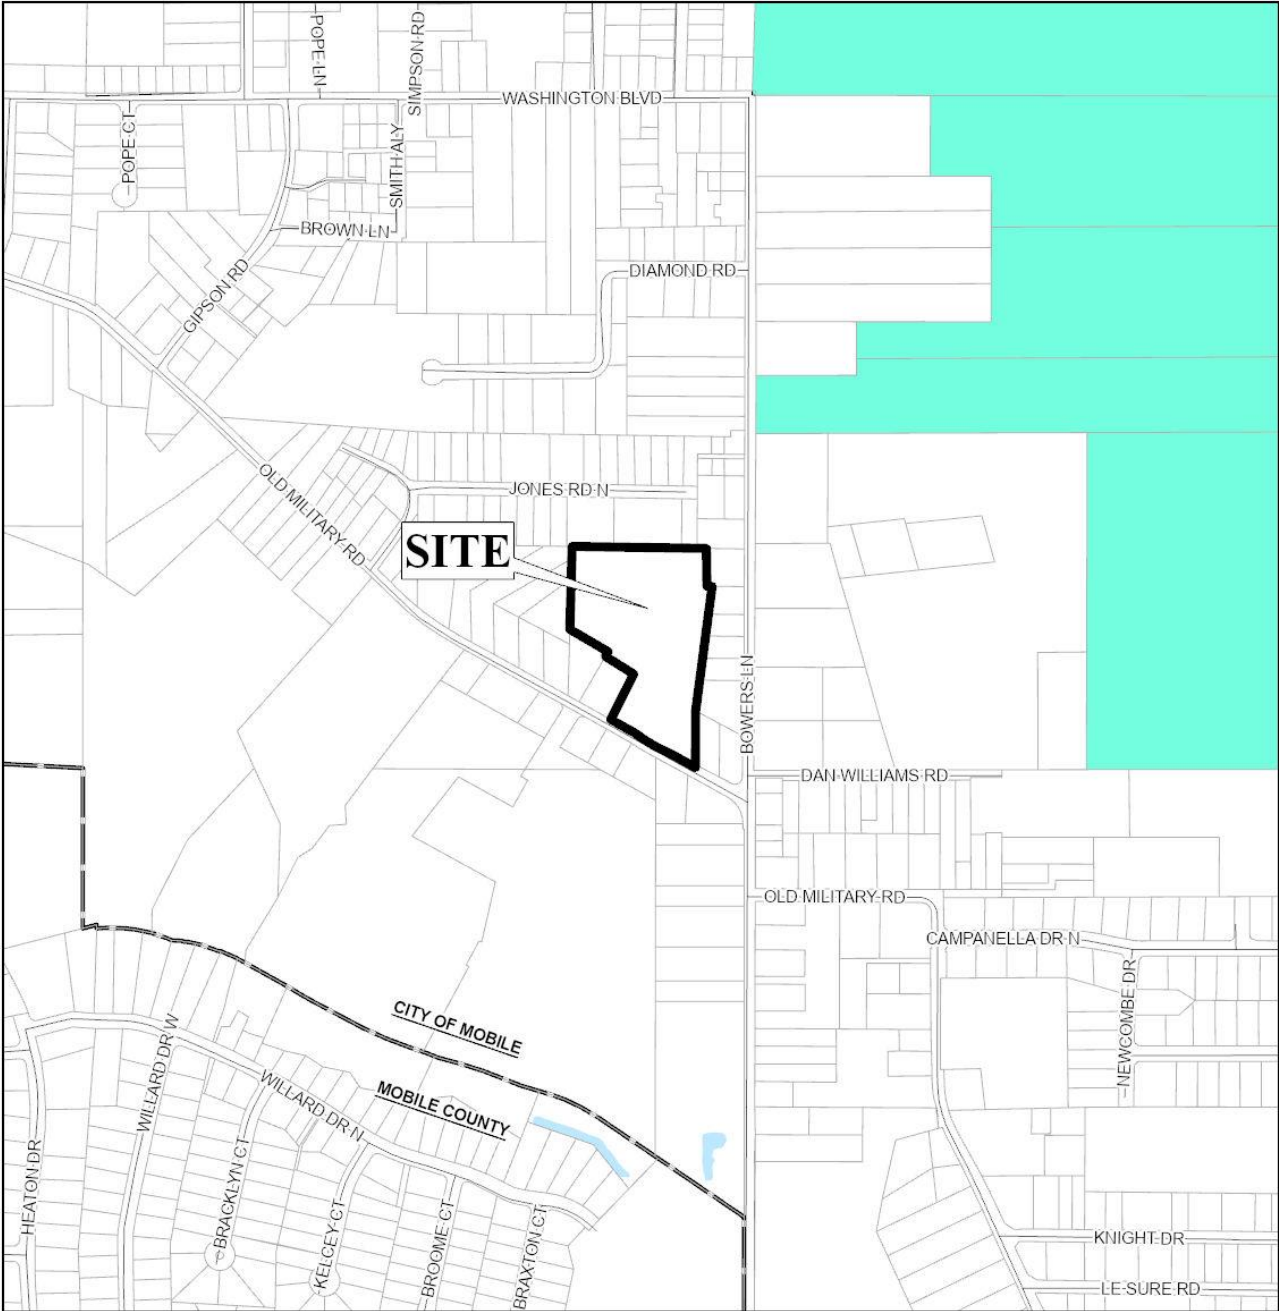 POPE LN
SIMPSON RD
WASHINGTON BLVD
POPE CT
SMITH ALY
BROWN LN
DIAMOND RD
GIPSON RD
OLD MILITARY RD
JONES RD N
SITE
BOWERS LN
DAN WILLIAMS RD
OLD MILITARY RD
CAMPANELLA DR N
NEWCOMBE DR
CITY OF MOBILE
MOBILE COUNTY
WILLARD DR W
WILLARD DR N
HEATON DR
BRACKLYN CT
KELCEY CT
BROOME CT
BRAXTON CT
KNIGHT DR
LE SURE RD